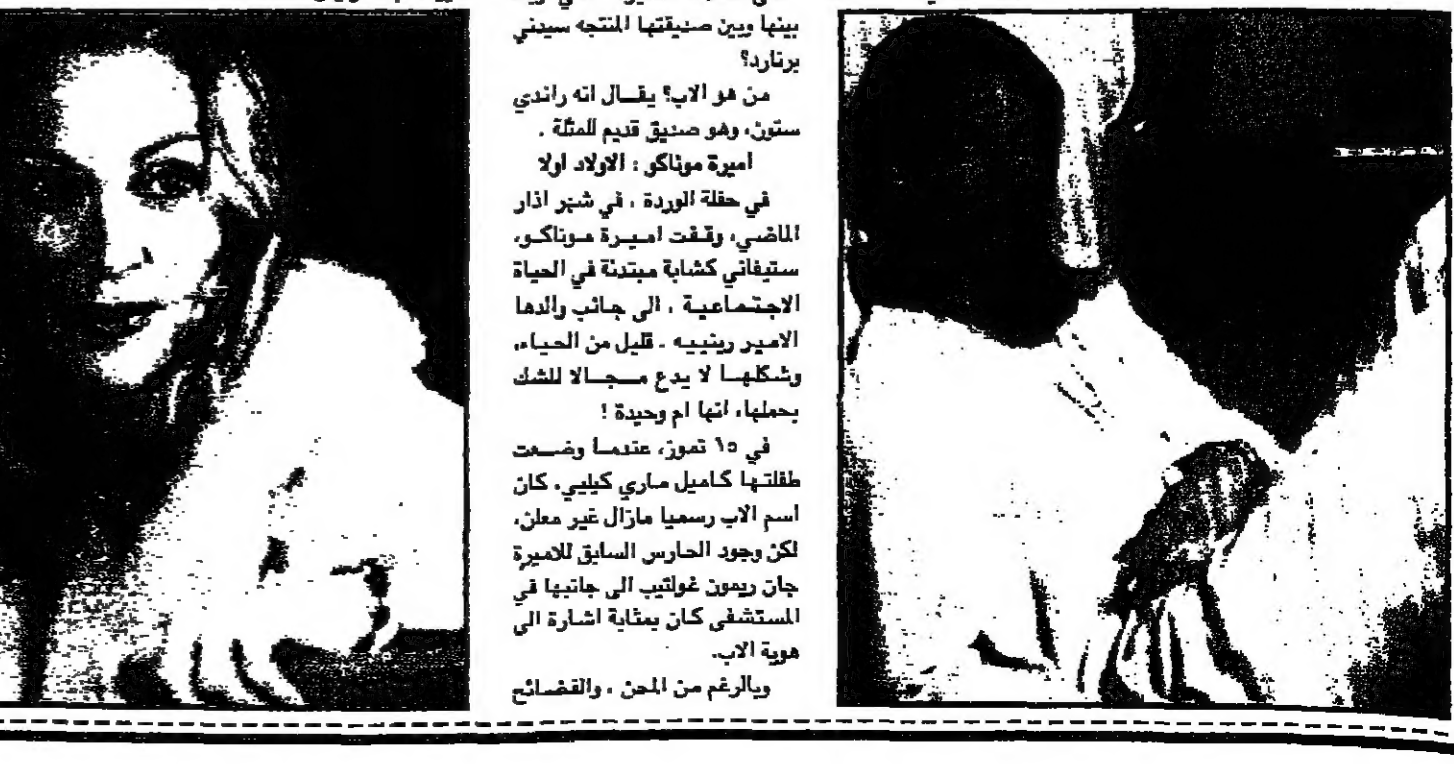 بينها وبين صديقتها المنتجه سيدني
برنارد؟
من هو الاب؟ يقال انه راندي
ستون، وهو صديق قديم للمثلة .
اميرة موناكو : الاولاد اولا
في حفلة الوردة ، في شهر اذار
الماضي، وقفت اميرة موناكو،
ستيفاني كشابة مبتدئة في الحياة
الاجتماعية ، الى جانب والدها
الامير رينييه . قليل من الحياء،
وشكلها لا يدع مجالا للشك
بحملها، انها ام وحيدة !
في ١٥ تموز، عندما وضعت
طفلتها كاميل ماري كيليي، كان
اسم الاب رسميا مازال غير معلن،
لكن وجود الحارس السابق للاميرة
جان ريمون غولتيب الى جانبها في
المستشفى كان بمثابة اشارة الى
هوية الاب.
وبالرغم من المحن ، والفضائح